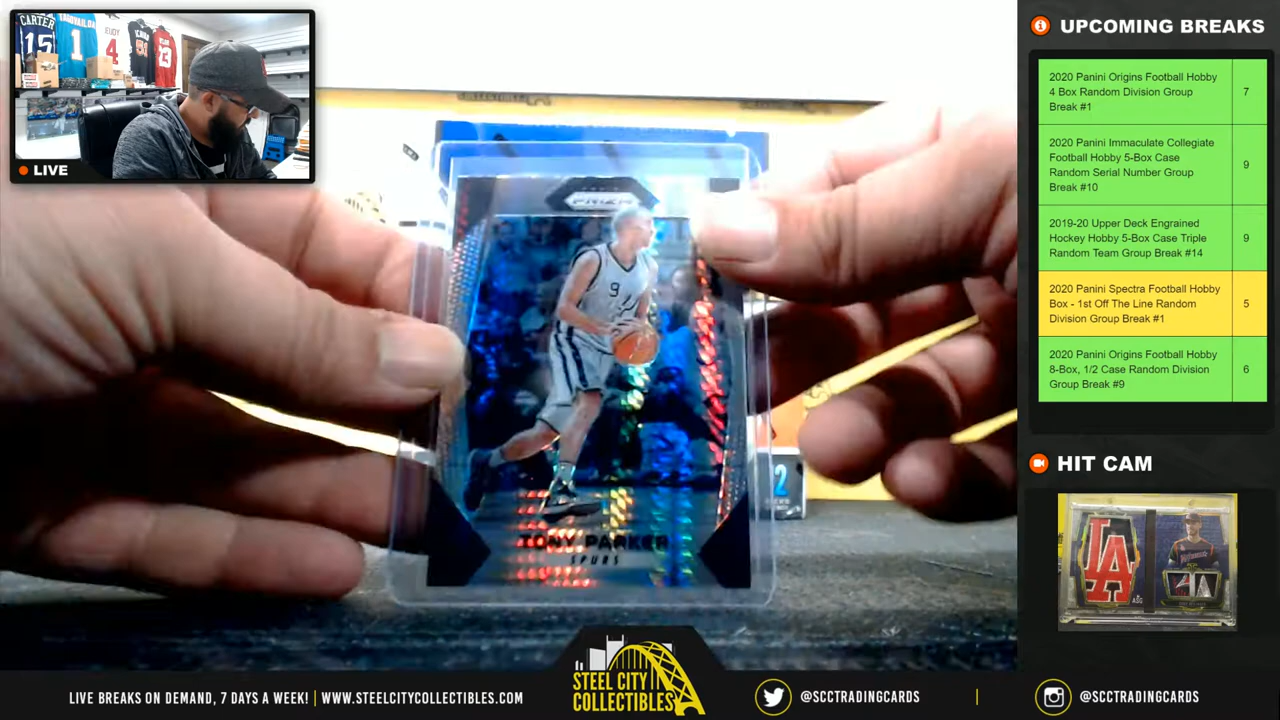 CARTER
15
1
4
LIVE
PRIZM
9
TONY PARKER
SPURS
UPCOMING BREAKS
2020 Panini Origins Football Hobby
4 Box Random Division Group
Break #1
7
2020 Panini Immaculate Collegiate
Football Hobby 5-Box Case
Random Serial Number Group
Break #10
9
2019-20 Upper Deck Engrained
Hockey Hobby 5-Box Case Triple
Random Team Group Break #14
9
2020 Panini Spectra Football Hobby
Box - 1st Off The Line Random
Division Group Break #1
5
2020 Panini Origins Football Hobby
8-Box, 1/2 Case Random Division
Group Break #9
6
HIT CAM
LA
LIVE BREAKS ON DEMAND, 7 DAYS A WEEK! | WWW.STEELCITYCOLLECTIBLES.COM
STEEL CITY
COLLECTIBLES
@SCCTRADINGCARDS
@SCCTRADINGCARDS